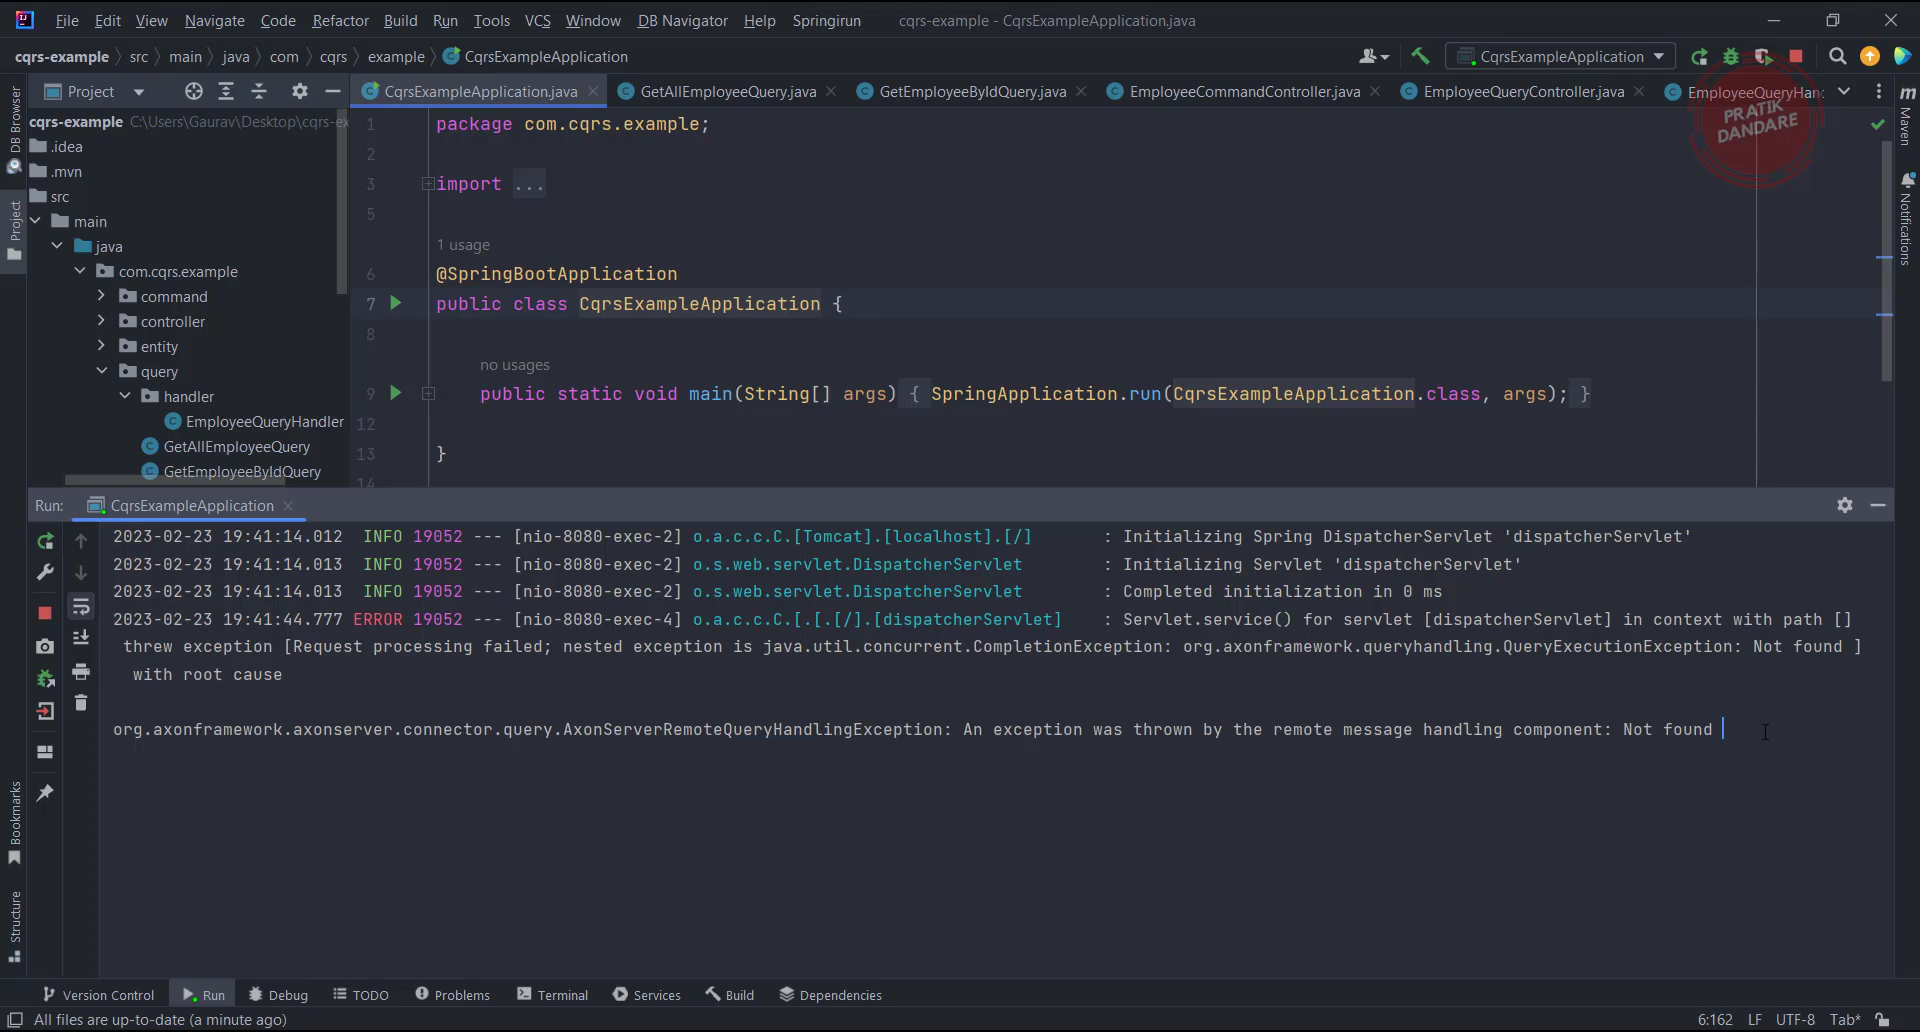 File Edit View Navigate Code Refactor Build Run Tools VCS Window DB Navigator Help Springirun cqrs-example - CqrsExampleApplication.java
cqrs-example src main java com cqrs example CqrsExampleApplication CqrsExampleApplication
Project CqrsExampleApplication.java GetAllEmployeeQuery.java GetEmployeeByIdQuery.java EmployeeCommandController.java EmployeeQueryController.java EmployeeQueryHan
DB Browser
Project
Bookmarks
Structure
cqrs-example C:\Users\Gaurav\Desktop\cqrs-ex
.idea
.mvn
src
main
java
com.cqrs.example
command
controller
entity
query
handler
EmployeeQueryHandler
GetAllEmployeeQuery
GetEmployeeByIdQuery
1 package com.cqrs.example;
2
3 import ...
5
1 usage
6 @SpringBootApplication
7 public class CqrsExampleApplication {
8
no usages
9 public static void main(String[] args) { SpringApplication.run(CqrsExampleApplication.class, args); }
12
13 }
14
PRATIK
DANDARE
m
Maven
Notifications
Run: CqrsExampleApplication
2023-02-23 19:41:14.012 INFO 19052 --- [nio-8080-exec-2] o.a.c.c.C.[Tomcat].[localhost].[/] : Initializing Spring DispatcherServlet 'dispatcherServlet'
2023-02-23 19:41:14.013 INFO 19052 --- [nio-8080-exec-2] o.s.web.servlet.DispatcherServlet : Initializing Servlet 'dispatcherServlet'
2023-02-23 19:41:14.013 INFO 19052 --- [nio-8080-exec-2] o.s.web.servlet.DispatcherServlet : Completed initialization in 0 ms
2023-02-23 19:41:44.777 ERROR 19052 --- [nio-8080-exec-4] o.a.c.c.C.[.[.[/].[dispatcherServlet] : Servlet.service() for servlet [dispatcherServlet] in context with path []
threw exception [Request processing failed; nested exception is java.util.concurrent.CompletionException: org.axonframework.queryhandling.QueryExecutionException: Not found ]
with root cause
org.axonframework.axonserver.connector.query.AxonServerRemoteQueryHandlingException: An exception was thrown by the remote message handling component: Not found
Version Control Run Debug TODO Problems Terminal Services Build Dependencies
All files are up-to-date (a minute ago) 6:162 LF UTF-8 Tab*